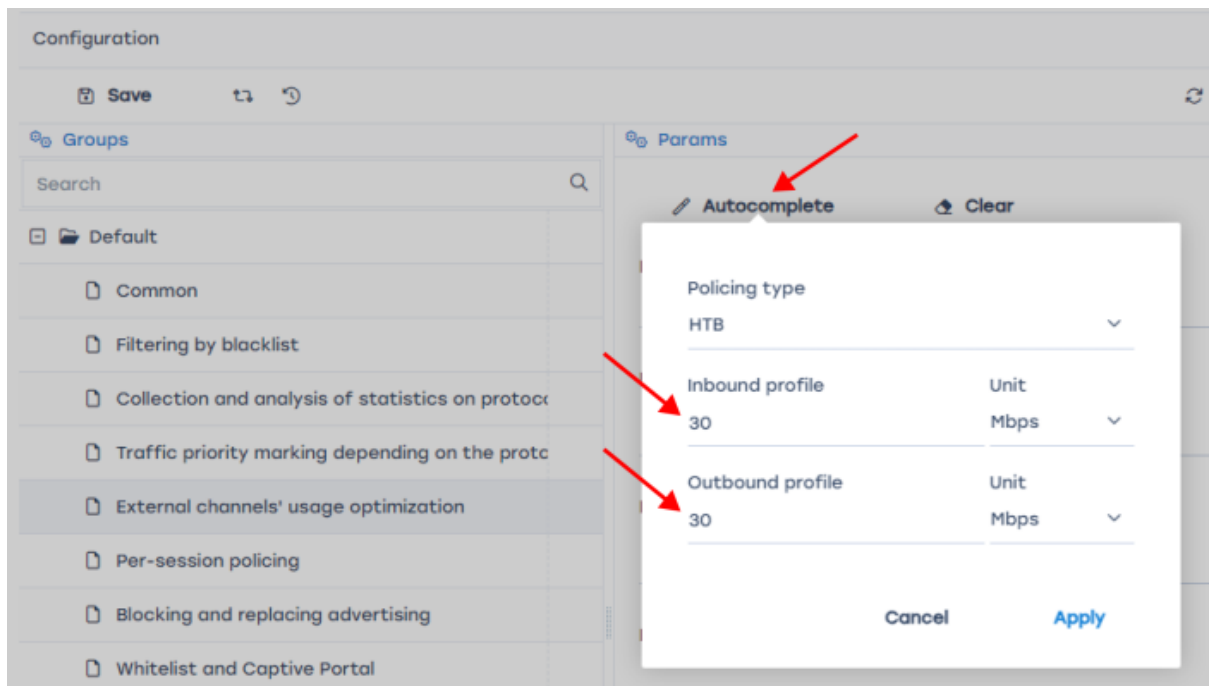 Configuration
Save
Groups
Search
Default
Common
Filtering by blacklist
Collection and analysis of statistics on protoc
Traffic priority marking depending on the protc
External channels' usage optimization
Per-session policing
Blocking and replacing advertising
Whitelist and Captive Portal
Params
Autocomplete Clear
Policing type
HTB
Inbound profile Unit
30 Mbps
Outbound profile Unit
30 Mbps
Cancel Apply